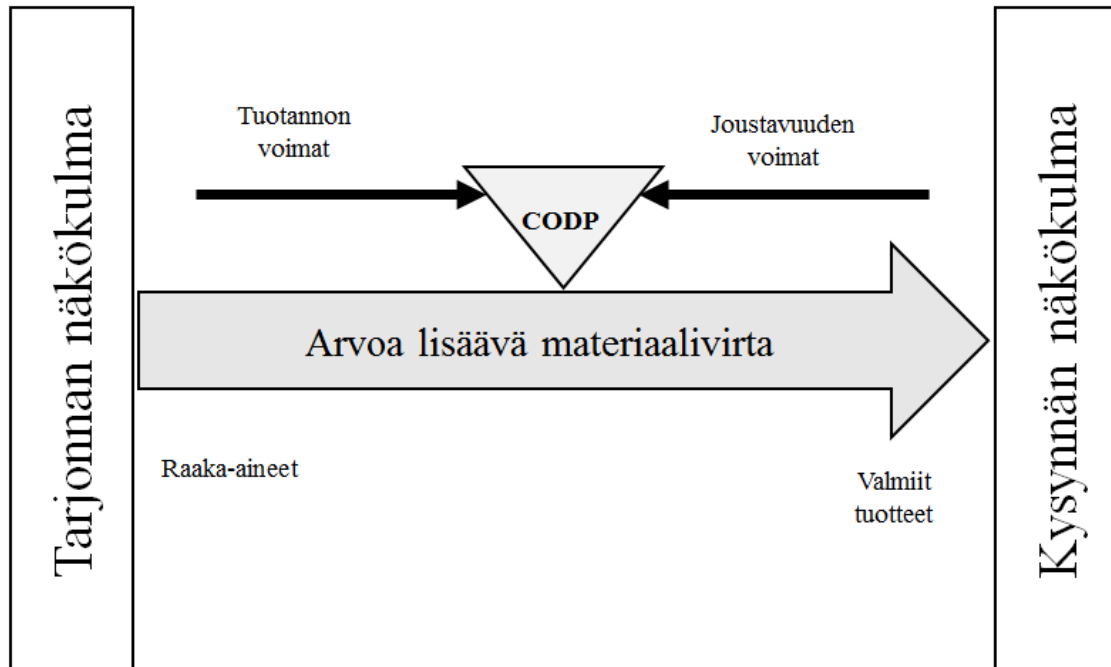 Tarjonnan näkökulma
Tuotannon
voimat
Joustavuuden
voimat
CODP
Arvoa lisäävä materiaalivirta
Raaka-aineet
Valmiit
tuotteet
Kysynnän näkökulma